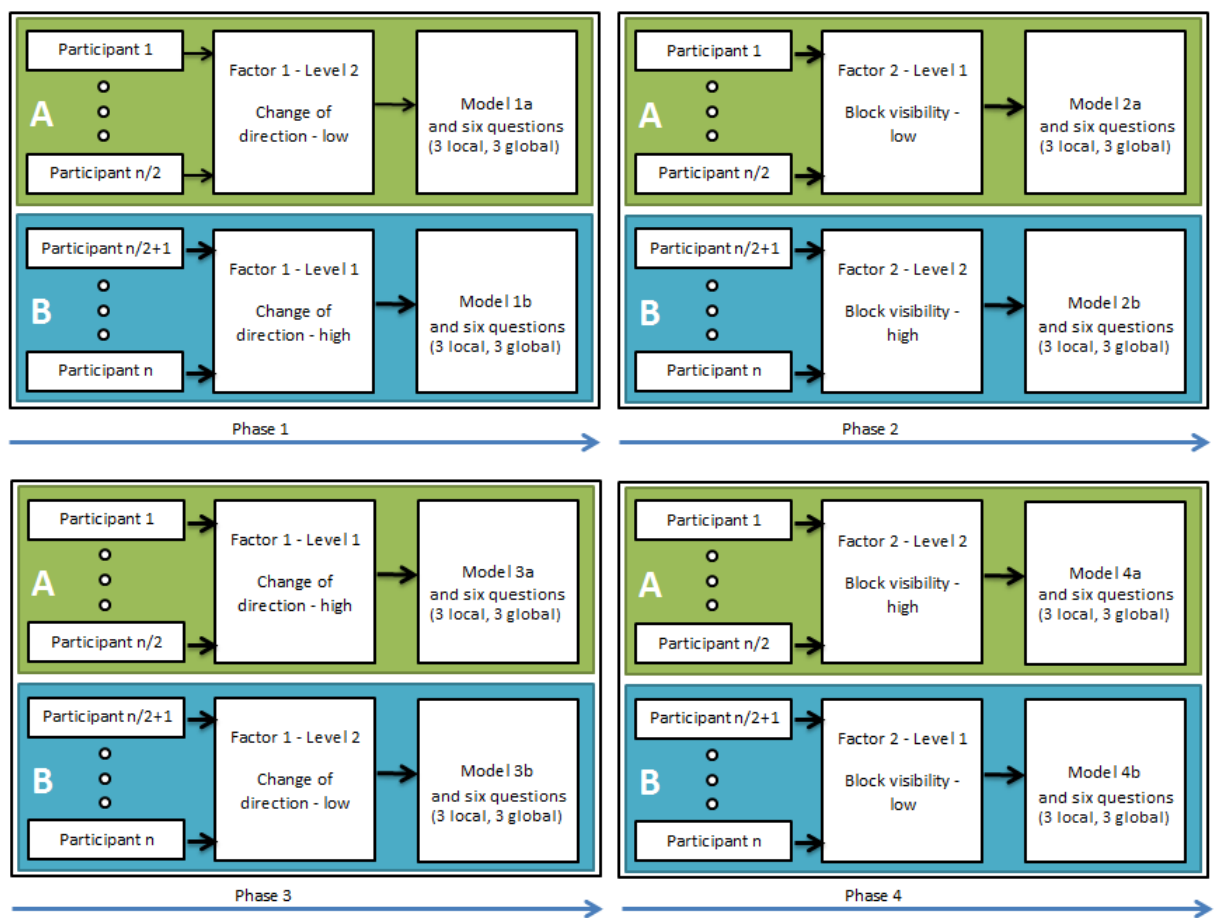 Participant 1
A
Participant n/2
Factor 1 - Level 2
Change of
direction - low
Model 1a
and six questions
(3 local, 3 global)
Participant n/2+1
B
Participant n
Factor 1 - Level 1
Change of
direction - high
Model 1b
and six questions
(3 local, 3 global)
Phase 1
Participant 1
A
Participant n/2
Factor 2 - Level 1
Block visibility -
low
Model 2a
and six questions
(3 local, 3 global)
Participant n/2+1
B
Participant n
Factor 2 - Level 2
Block visibility -
high
Model 2b
and six questions
(3 local, 3 global)
Phase 2
Participant 1
A
Participant n/2
Factor 1 - Level 1
Change of
direction - high
Model 3a
and six questions
(3 local, 3 global)
Participant n/2+1
B
Participant n
Factor 1 - Level 2
Change of
direction - low
Model 3b
and six questions
(3 local, 3 global)
Phase 3
Participant 1
A
Participant n/2
Factor 2 - Level 2
Block visibility -
high
Model 4a
and six questions
(3 local, 3 global)
Participant n/2+1
B
Participant n
Factor 2 - Level 1
Block visibility -
low
Model 4b
and six questions
(3 local, 3 global)
Phase 4